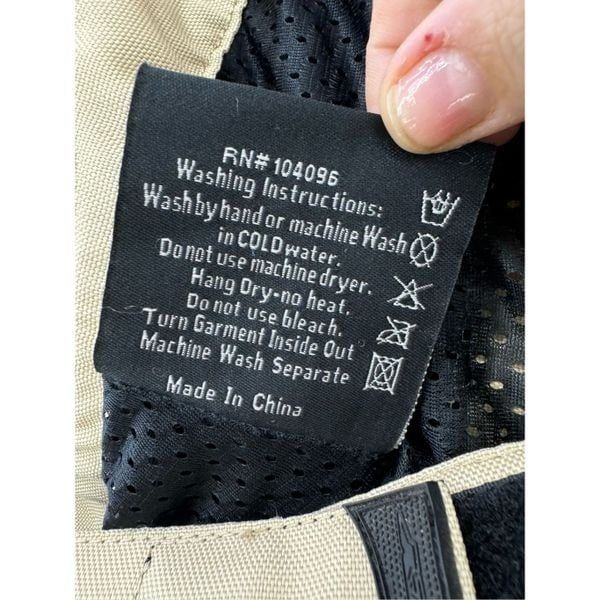 RN# 104096
Washing Instructions:
Wash by hand or machine Wash
in COLD water.
Do not use machine dryer.
Hang Dry-no heat.
Do not use bleach.
Turn Garment Inside Out
Machine Wash Separate
Made In China